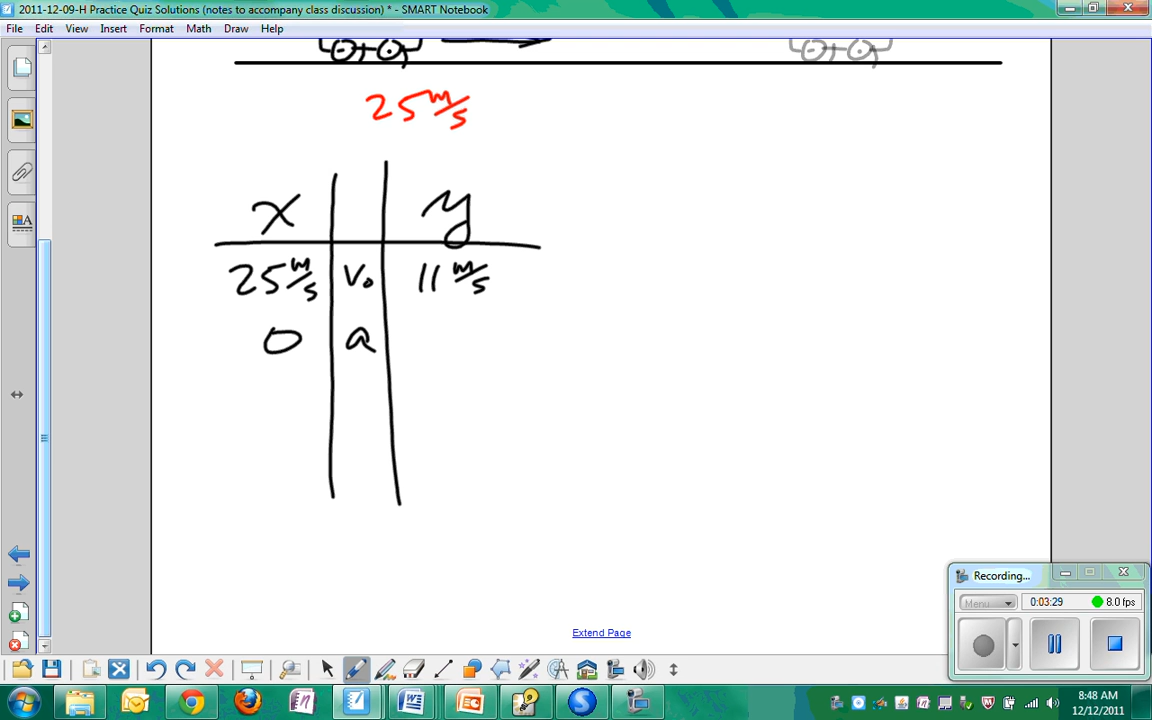 2011-12-09-H Practice Quiz Solutions (notes to accompany class discussion) * - SMART Notebook
File Edit View Insert Format Math Draw Help
25 m/s
x y
25 m/s v₀ 11 m/s
0 a
Recording...
Menu 0:03:29 8.0 fps
Extend Page
8:48 AM
12/12/2011